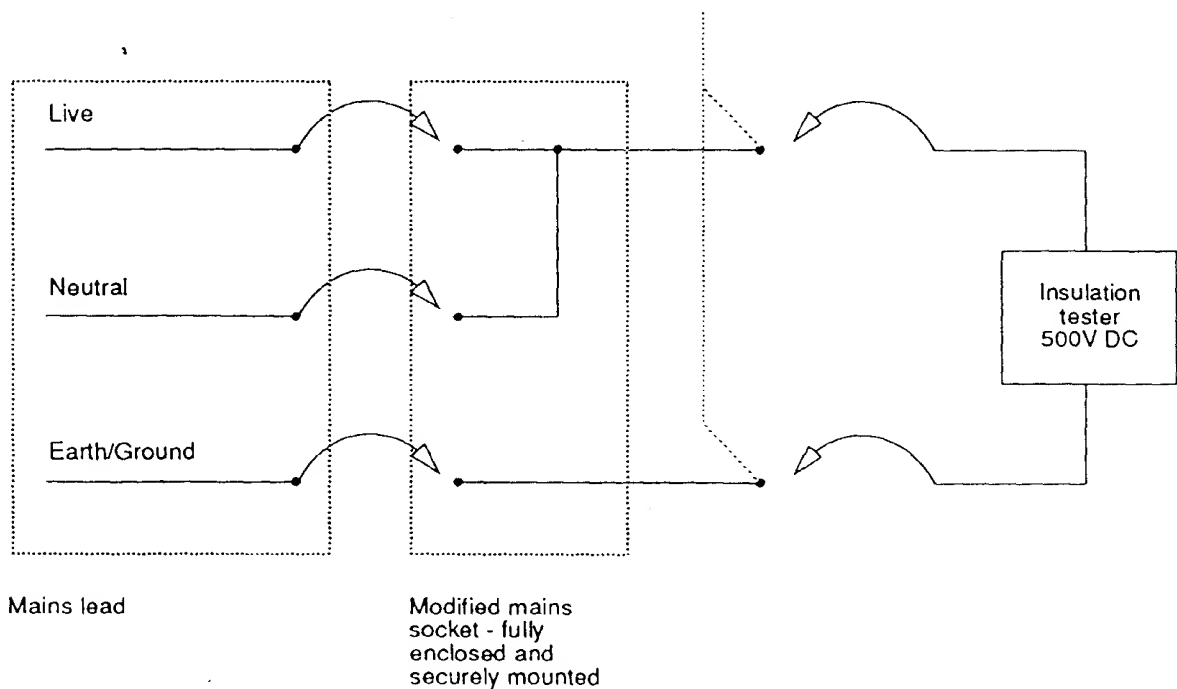 Live
Neutral
Insulation
tester
500V DC
Earth/Ground
Mains lead
Modified mains
socket - fully
enclosed and
securely mounted